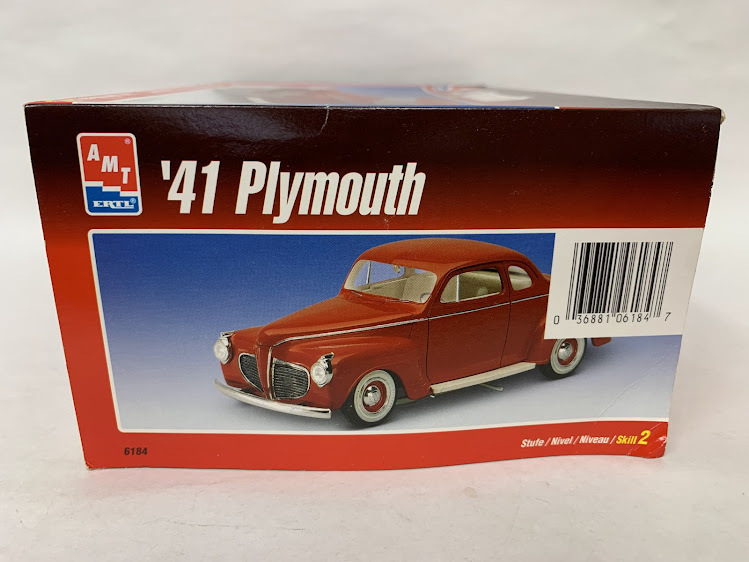 AMT®
ERTL®
'41 Plymouth
0 36881 06184 7
6184
Stufe / Nivel / Niveau / Skill 2